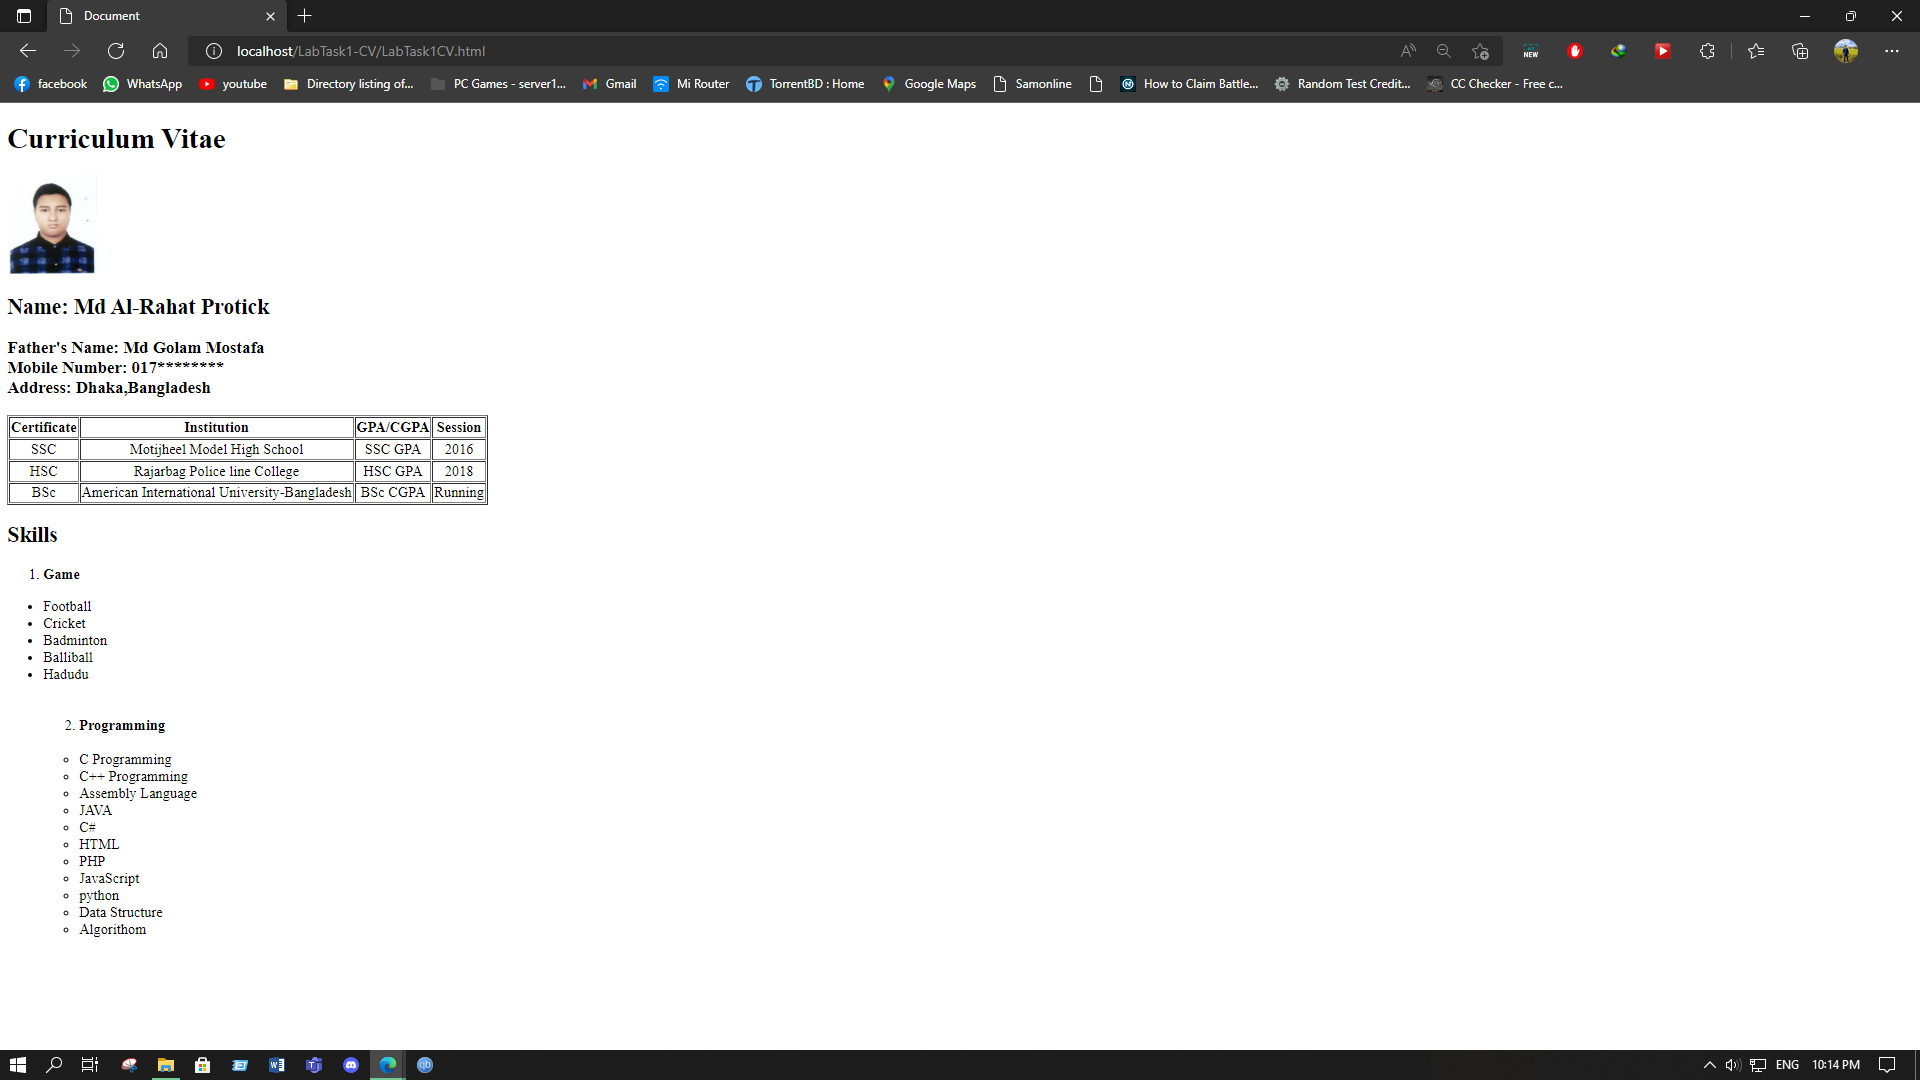 Document
localhost/LabTask1-CV/LabTask1CV.html
NEW
facebook WhatsApp youtube Directory listing of... PC Games - server1... Gmail Mi Router TorrentBD : Home Google Maps Samonline How to Claim Battle... Random Test Credit... CC Checker - Free c...
Curriculum Vitae
Name: Md Al-Rahat Protick
Father's Name: Md Golam Mostafa
Mobile Number: 017********
Address: Dhaka,Bangladesh
Certificate Institution GPA/CGPA Session
SSC Motijheel Model High School SSC GPA 2016
HSC Rajarbag Police line College HSC GPA 2018
BSc American International University-Bangladesh BSc CGPA Running
Skills
1. Game
• Football
• Cricket
• Badminton
• Balliball
• Hadudu
2. Programming
◦ C Programming
◦ C++ Programming
◦ Assembly Language
◦ JAVA
◦ C#
◦ HTML
◦ PHP
◦ JavaScript
◦ python
◦ Data Structure
◦ Algorithom
ENG 10:14 PM